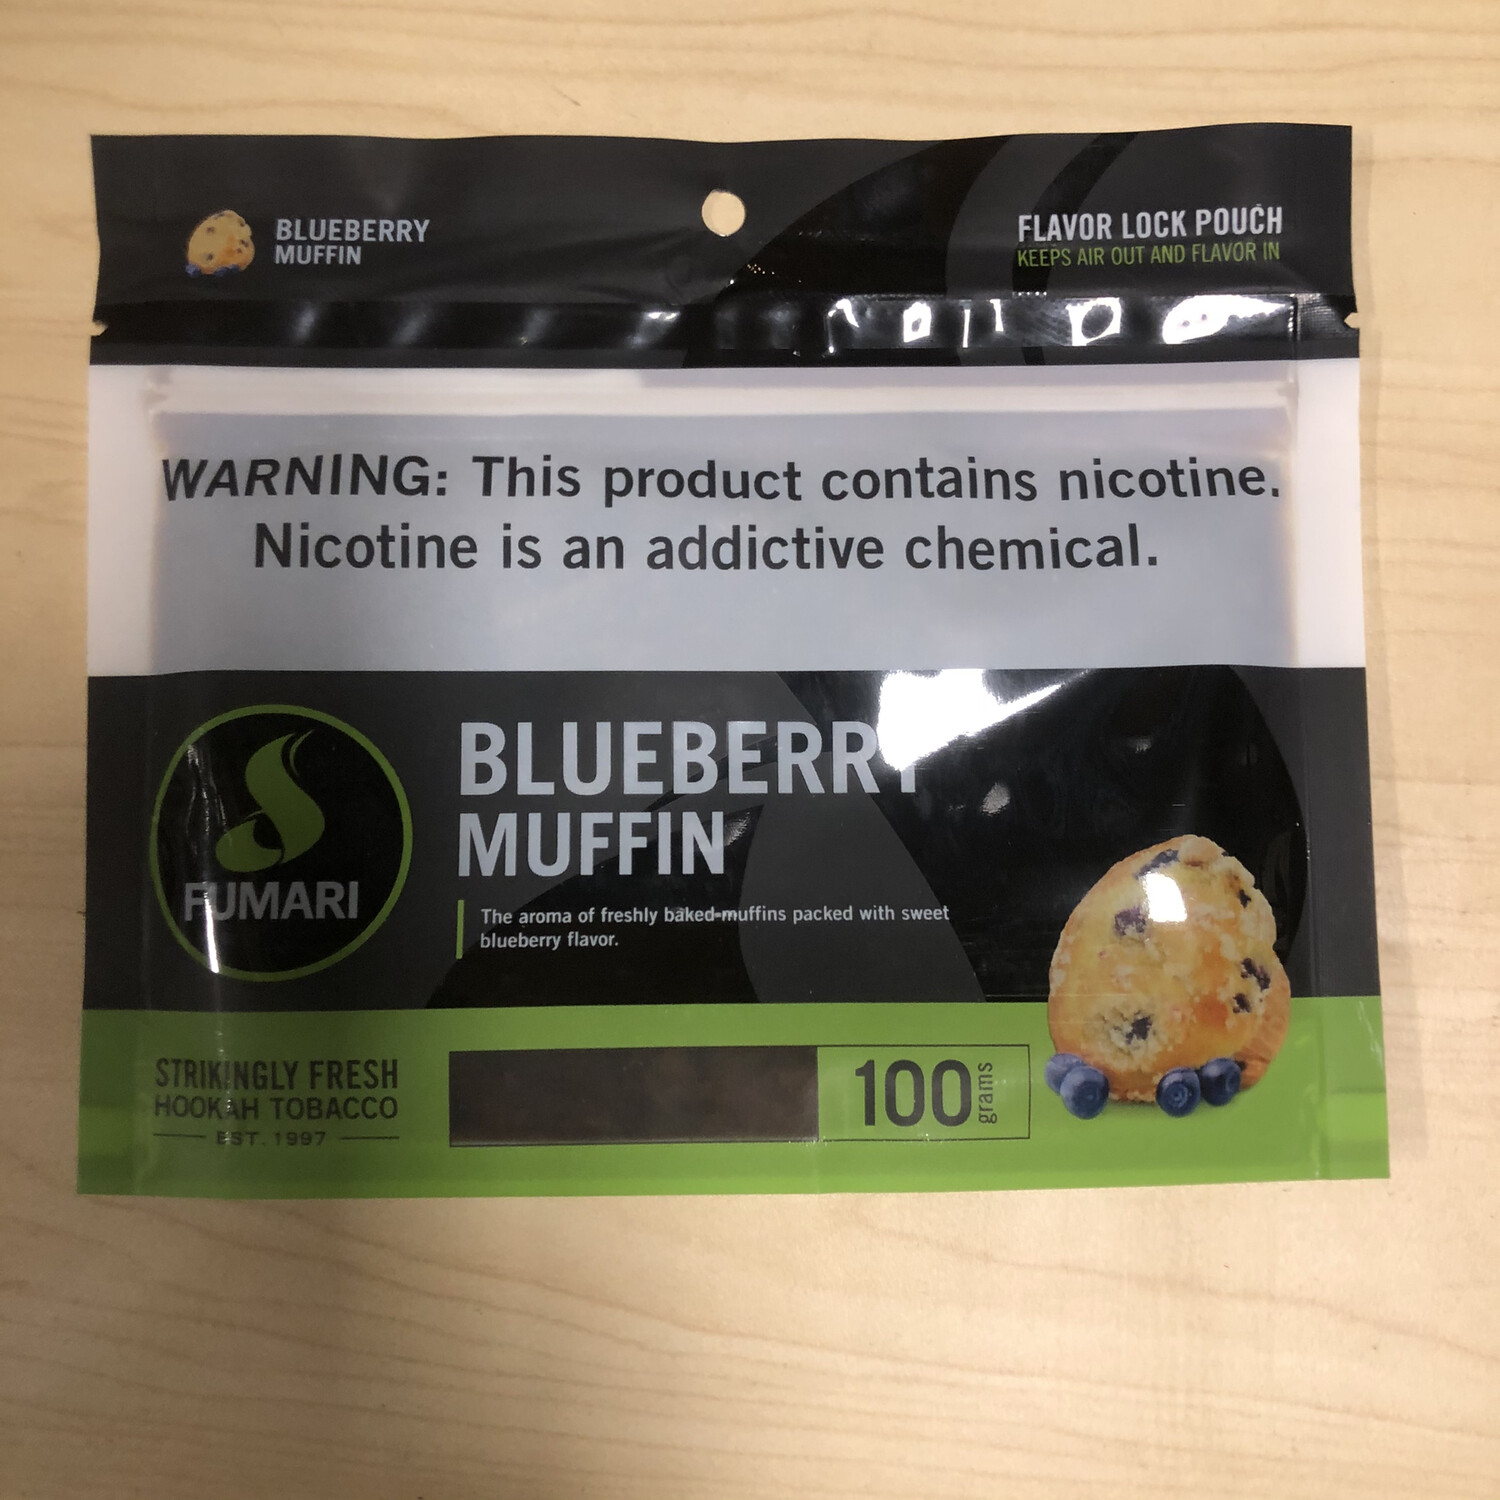 BLUEBERRY
MUFFIN
FLAVOR LOCK POUCH
KEEPS AIR OUT AND FLAVOR IN
WARNING: This product contains nicotine.
Nicotine is an addictive chemical.
FUMARI
BLUEBERRY
MUFFIN
The aroma of freshly baked-muffins packed with sweet
blueberry flavor.
STRIKINGLY FRESH
HOOKAH TOBACCO
EST. 1997
100 grams